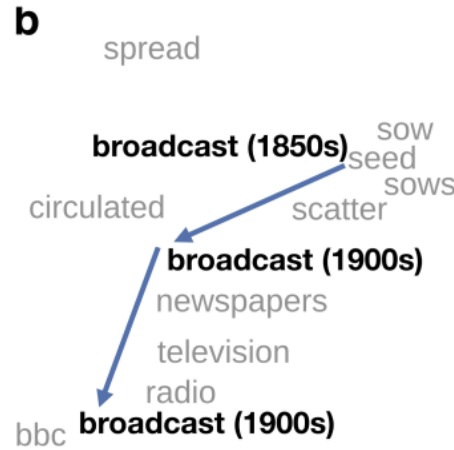 b
spread
sow
broadcast (1850s)
seed
sows
circulated
scatter
broadcast (1900s)
newspapers
television
radio
bbc
broadcast (1900s)